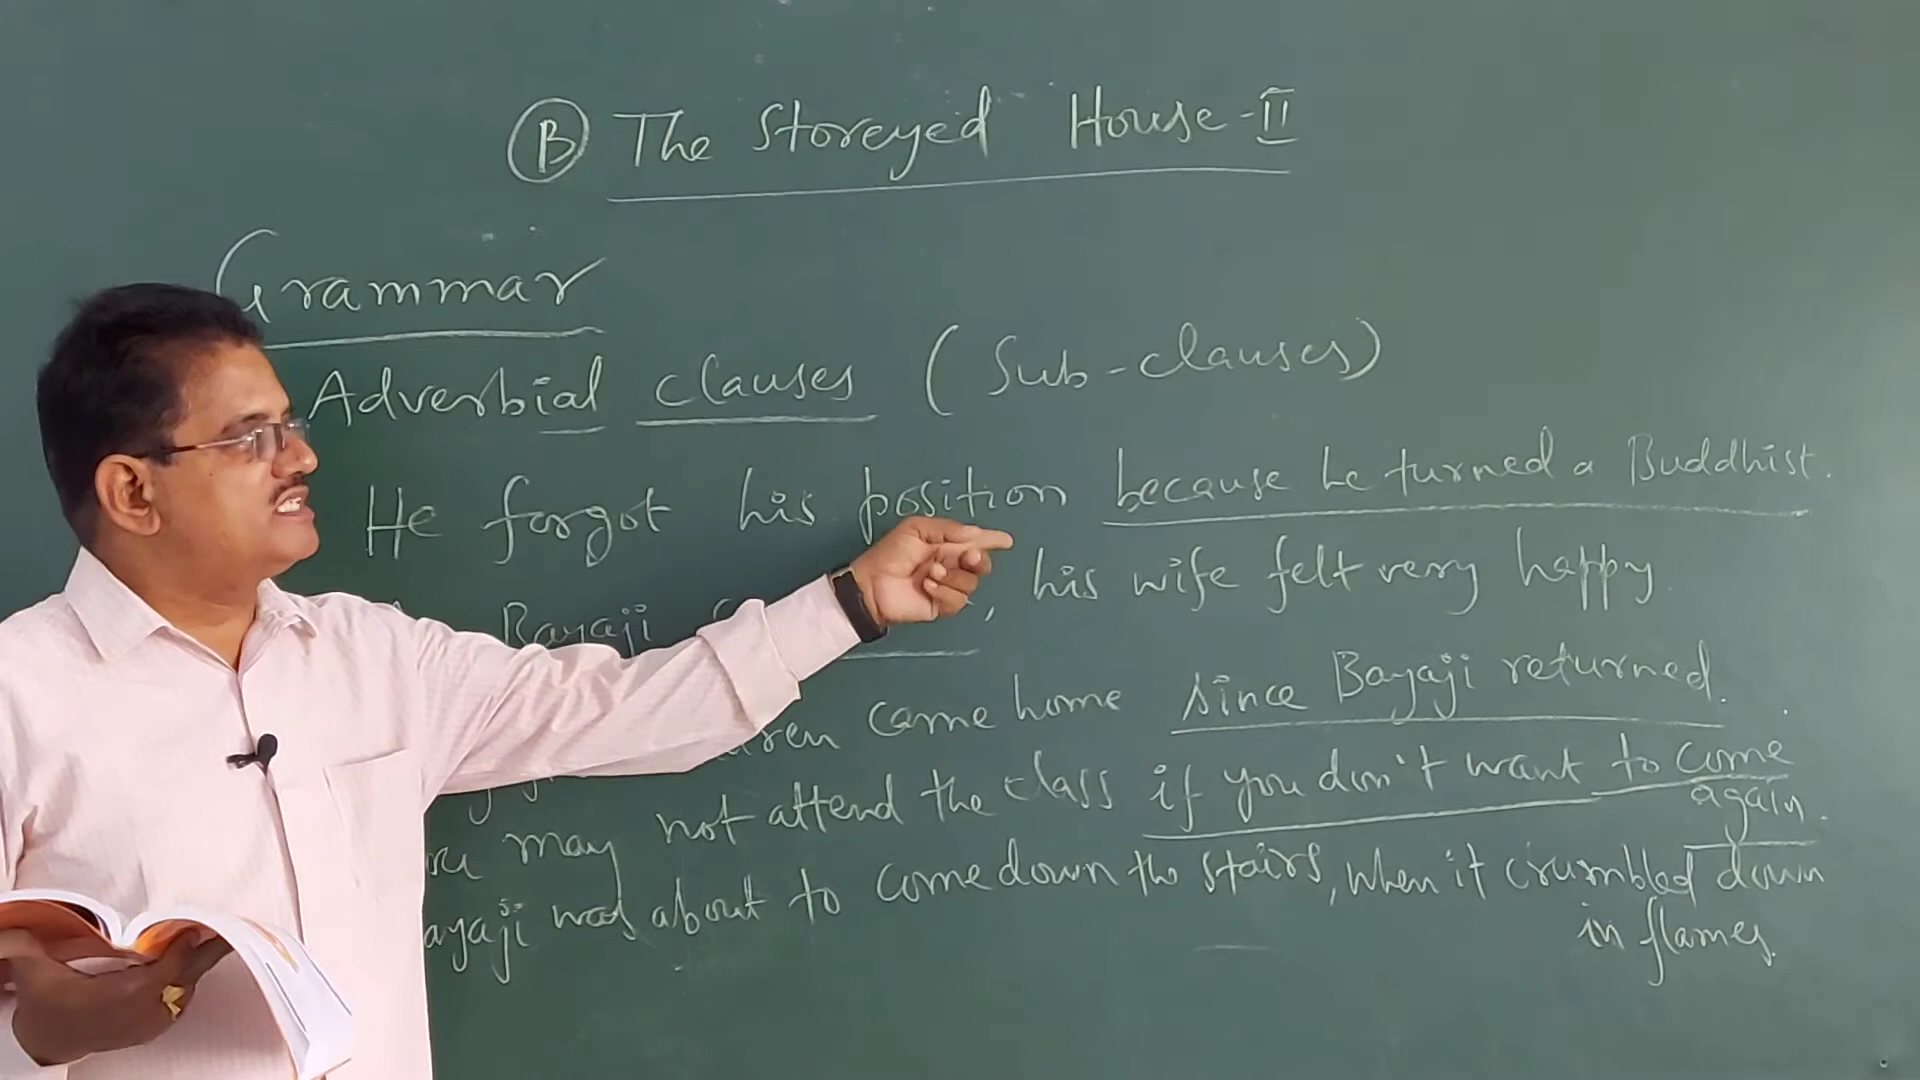 Ⓑ The Storeyed House-II
Grammar
Adverbial clauses (Sub-clauses)
He forgot his position because he turned a Buddhist.
Bayaji , his wife felt very happy.
came home since Bayaji returned.
may not attend the class if you don't want to come
again.
was about to come down the stairs, when it crumbled down
in flames.